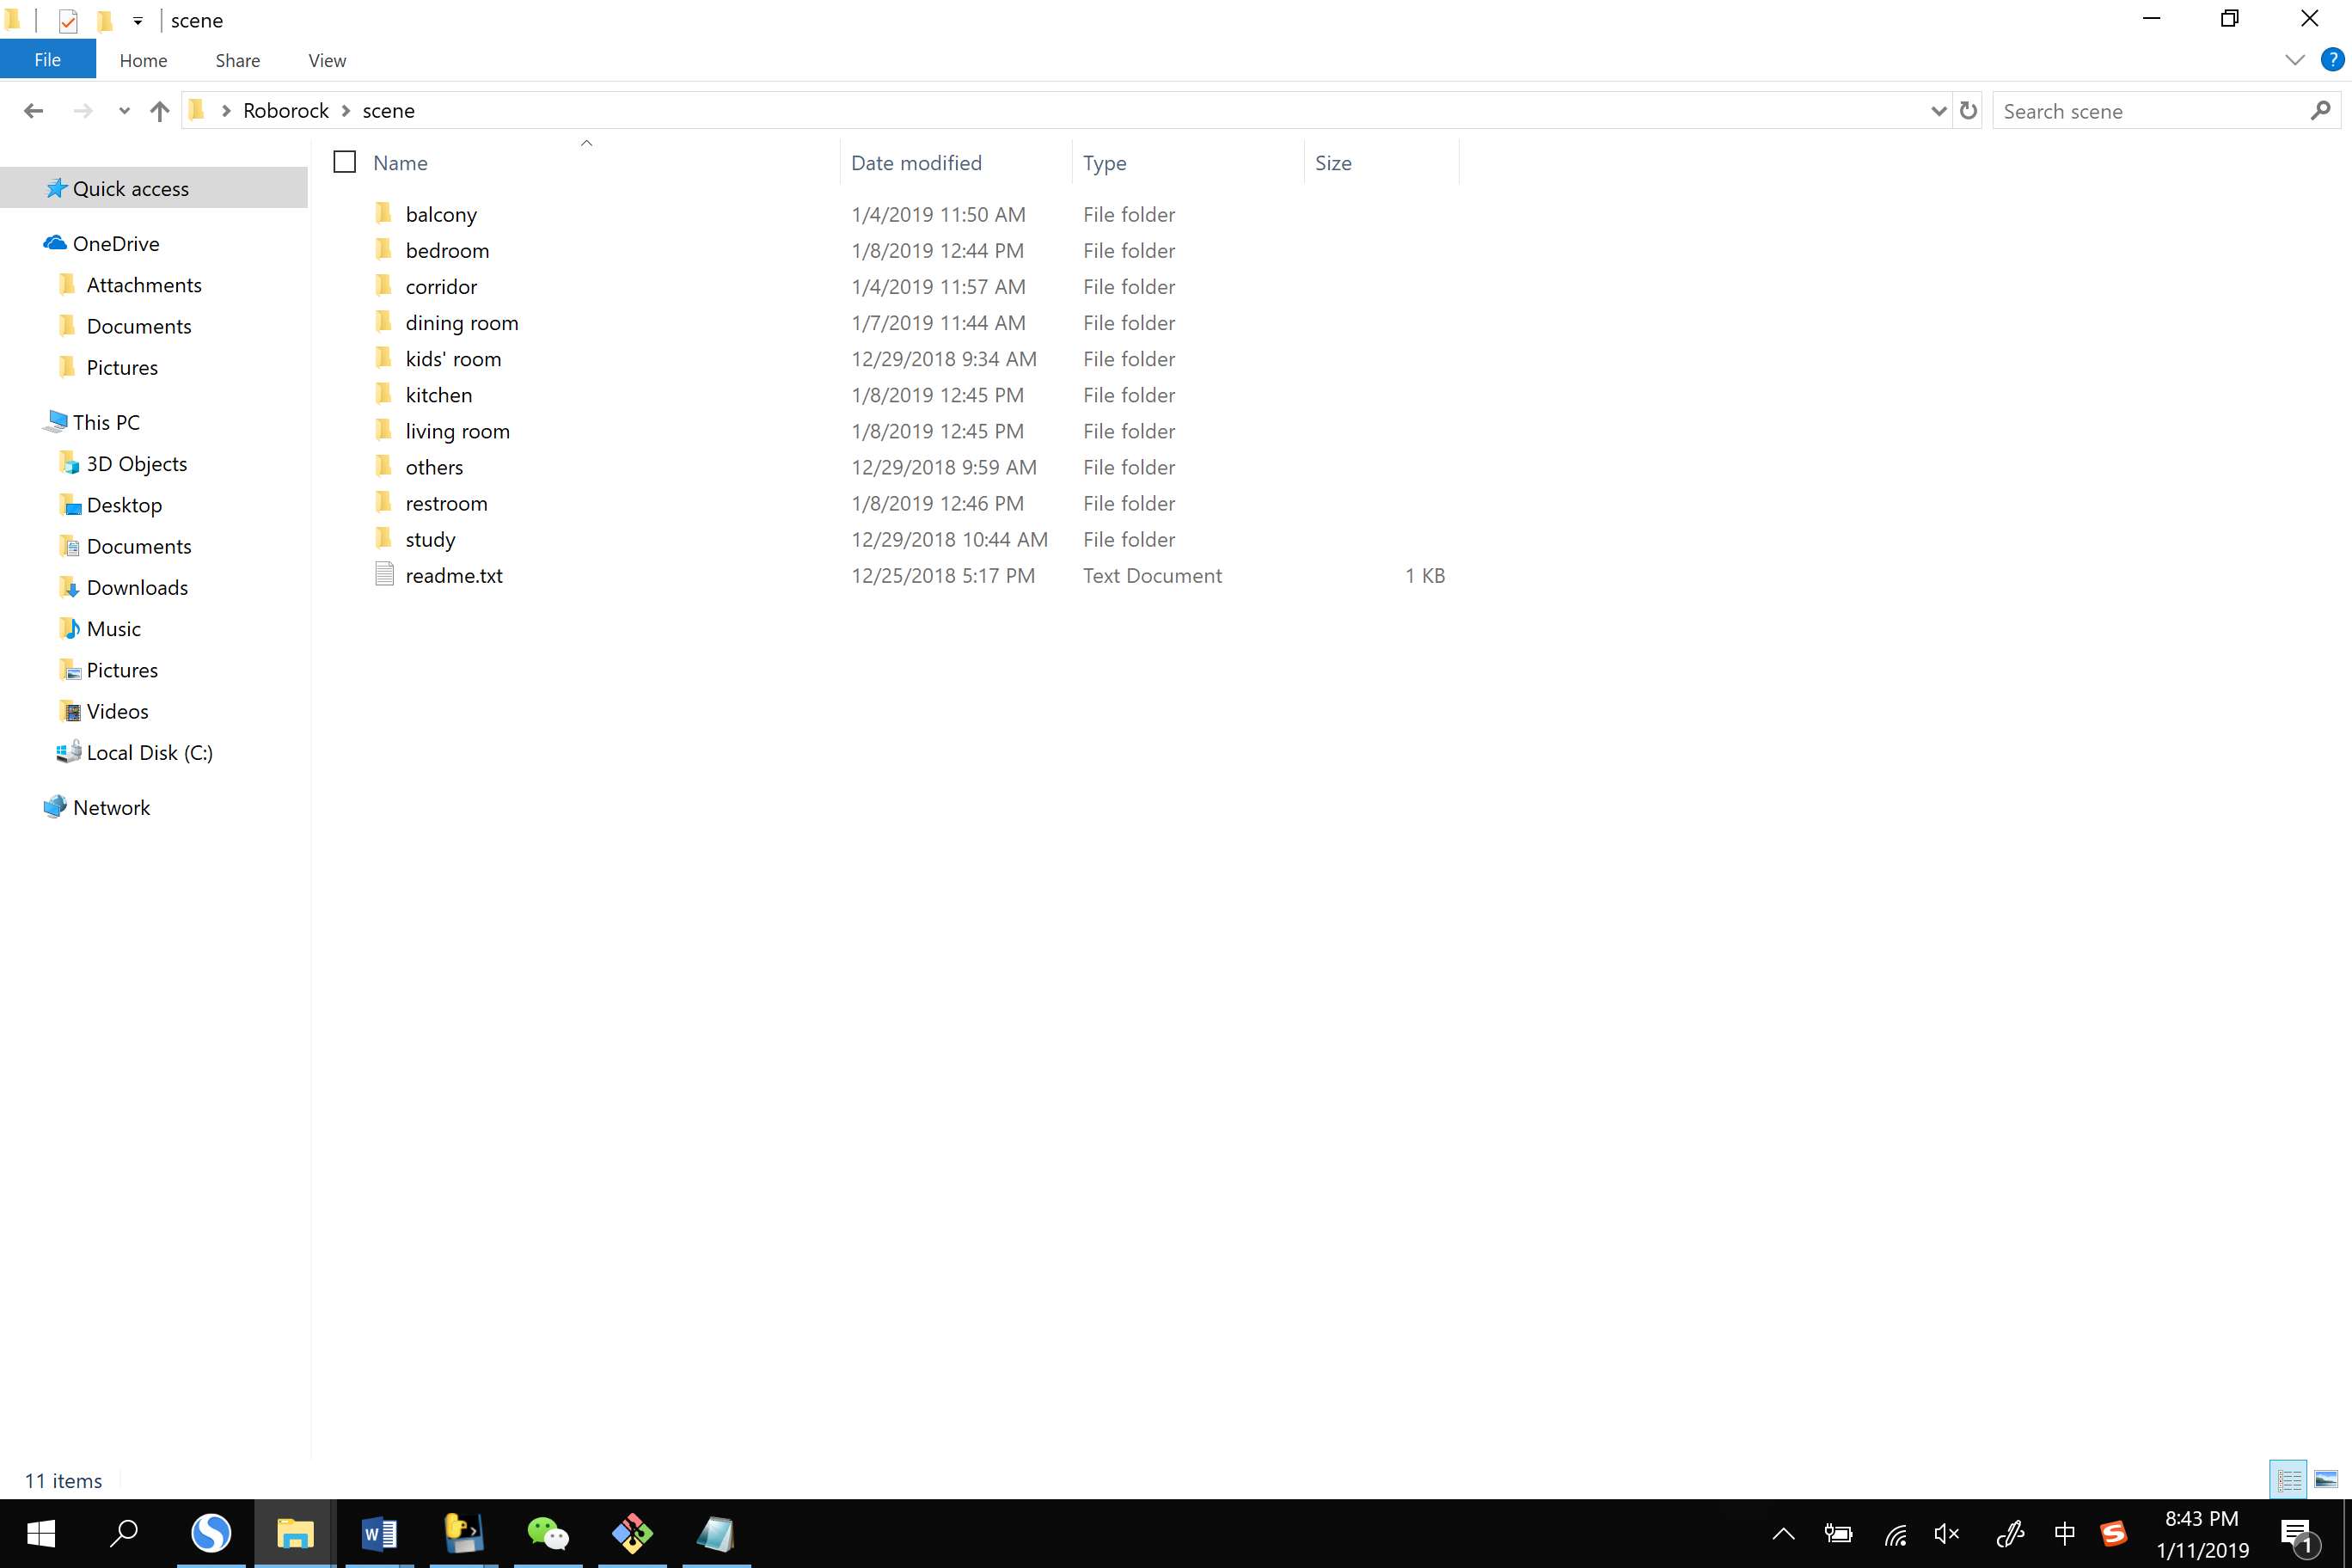 scene
File Home Share View
Roborock scene
Search scene
Name Date modified Type Size
Quick access
OneDrive
Attachments
Documents
Pictures
This PC
3D Objects
Desktop
Documents
Downloads
Music
Pictures
Videos
Local Disk (C:)
Network
balcony 1/4/2019 11:50 AM File folder
bedroom 1/8/2019 12:44 PM File folder
corridor 1/4/2019 11:57 AM File folder
dining room 1/7/2019 11:44 AM File folder
kids' room 12/29/2018 9:34 AM File folder
kitchen 1/8/2019 12:45 PM File folder
living room 1/8/2019 12:45 PM File folder
others 12/29/2018 9:59 AM File folder
restroom 1/8/2019 12:46 PM File folder
study 12/29/2018 10:44 AM File folder
readme.txt 12/25/2018 5:17 PM Text Document 1 KB
11 items
中
8:43 PM
1/11/2019
1